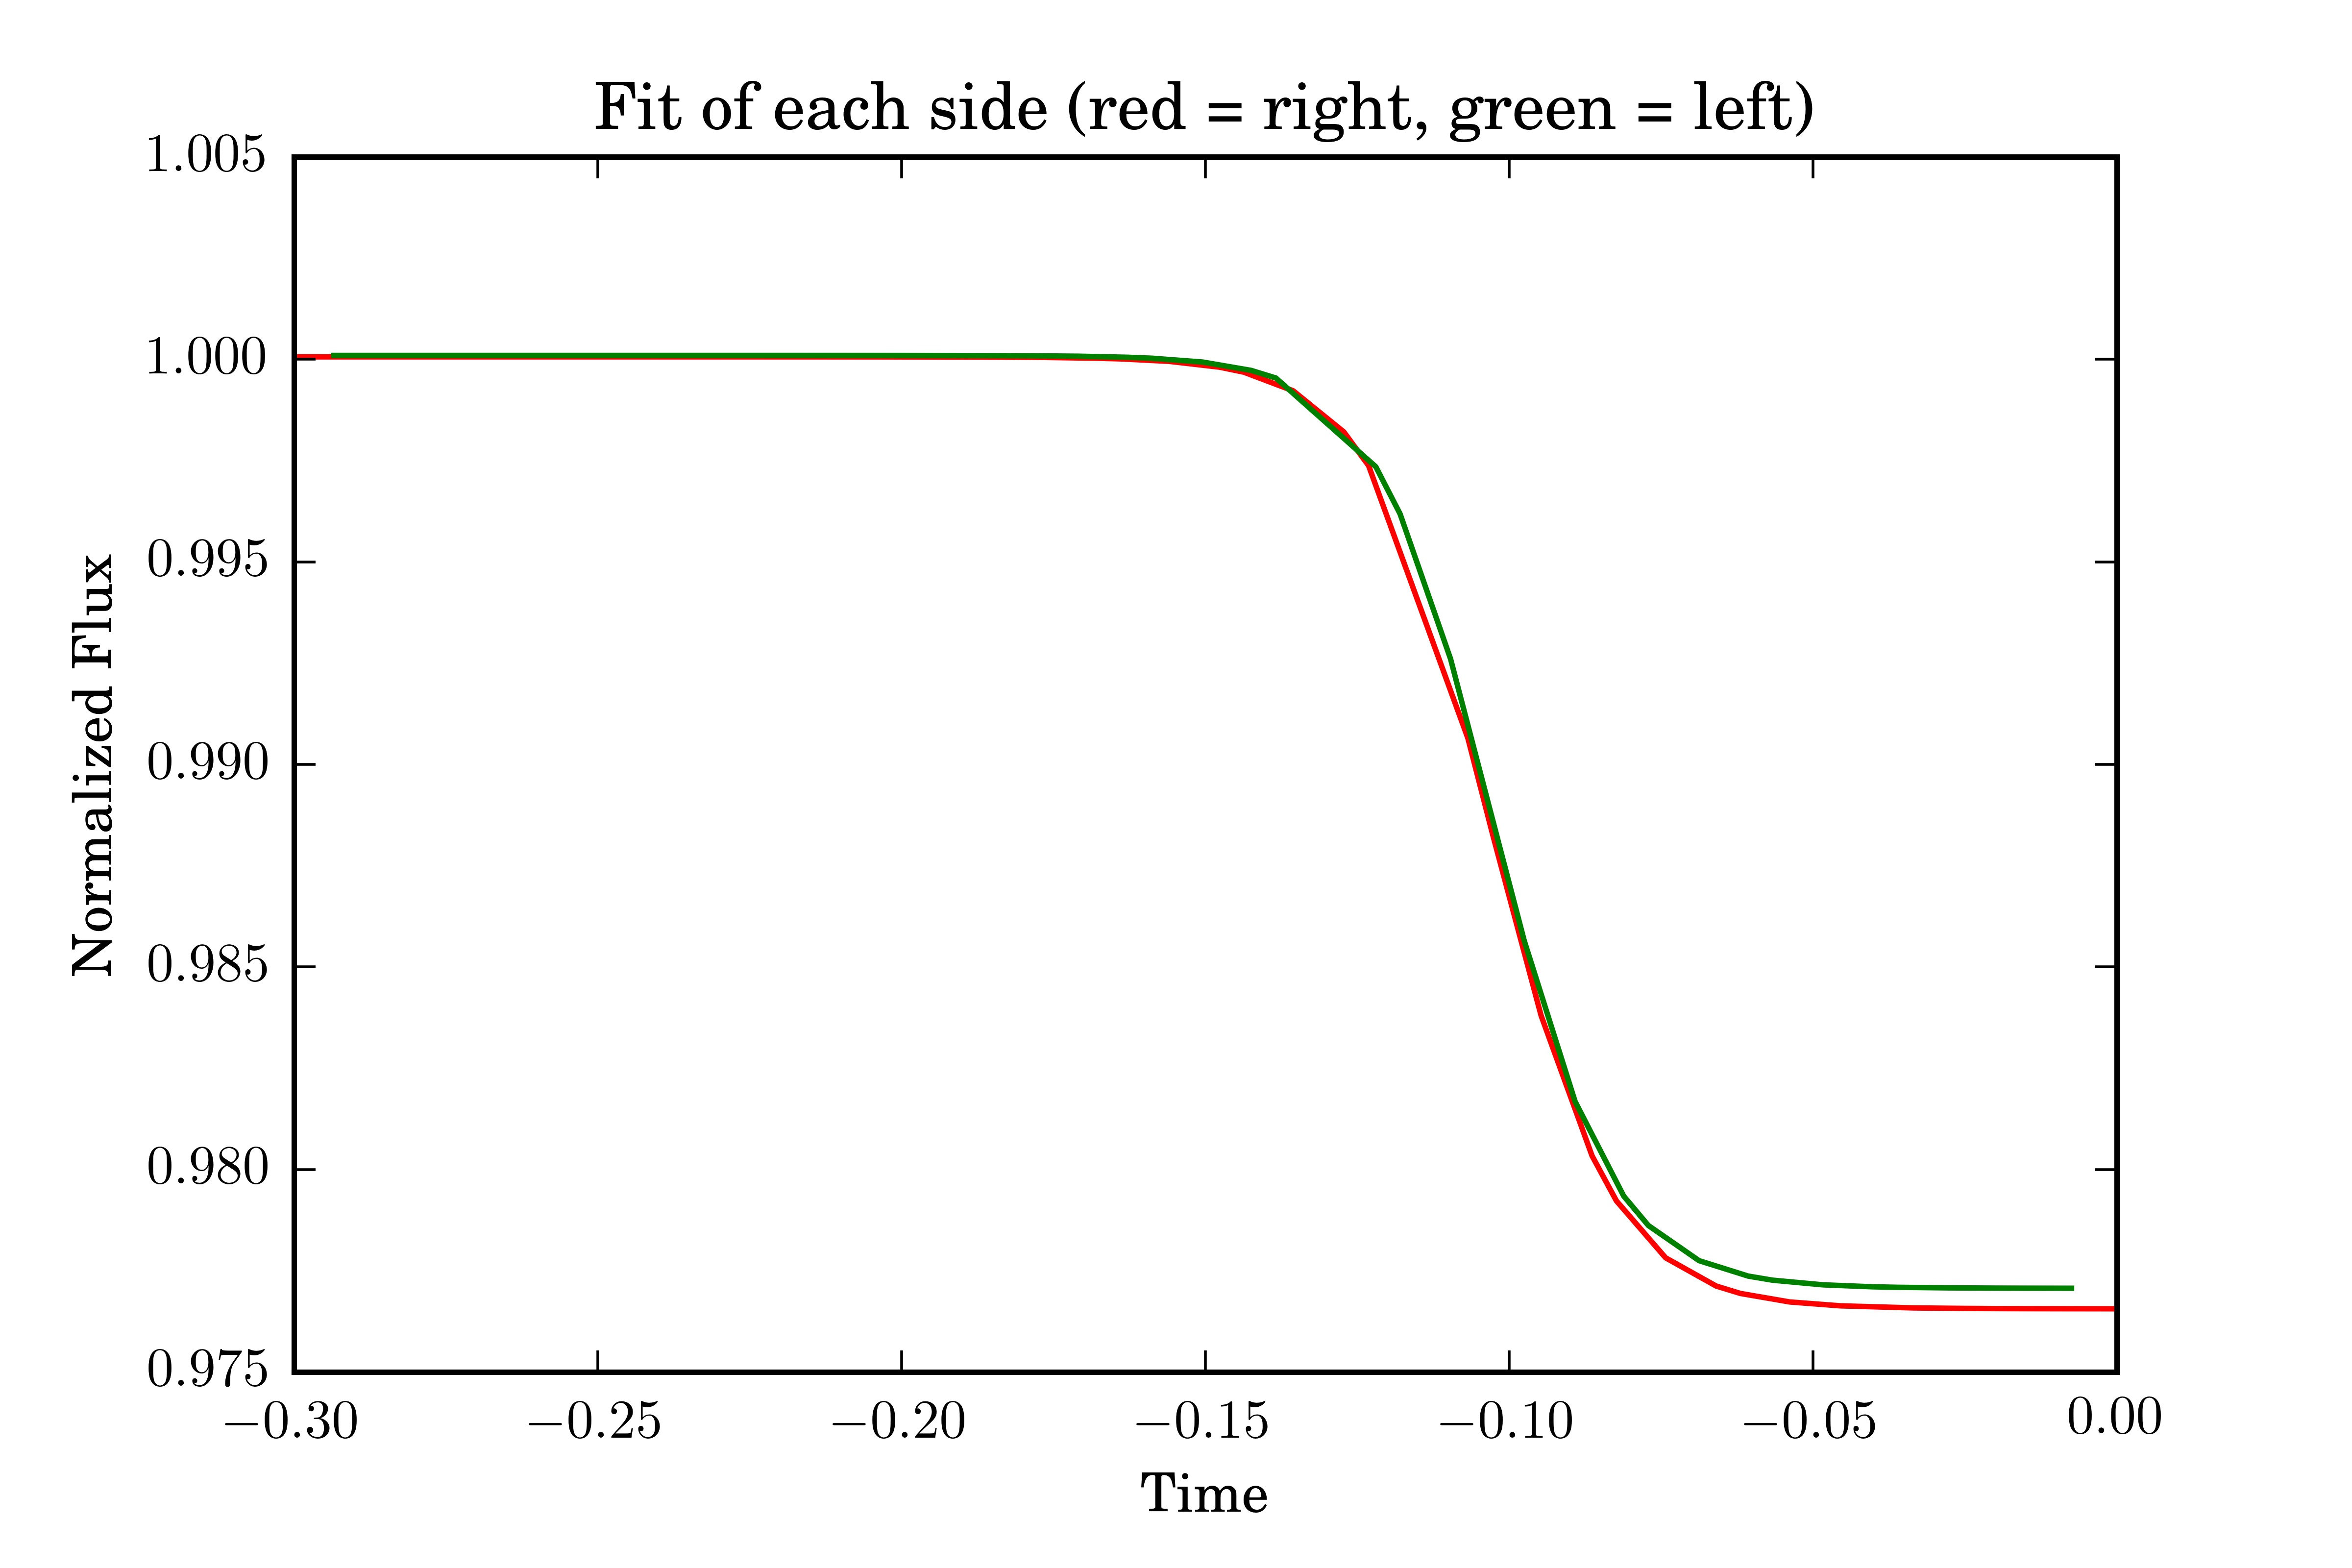 Fit of each side (red = right, green = left)
1.005
1.000
0.995
0.990
0.985
0.980
0.975
Normalized Flux
−0.30 −0.25 −0.20 −0.15 −0.10 −0.05 0.00
Time